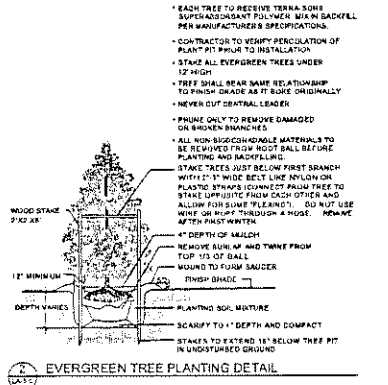 • EACH TREE TO RECEIVE TERRA-SORB
SUPERABSORBANT POLYMER. MIX IN BACKFILL
PER MANUFACTURER'S SPECIFICATIONS.
• CONTRACTOR TO VERIFY PERCOLATION OF
PLANT PIT PRIOR TO INSTALLATION
• STAKE ALL EVERGREEN TREES UNDER
12' HIGH
• TREE SHALL BEAR SAME RELATIONSHIP
TO FINISH GRADE AS IT BORE ORIGINALLY
• NEVER CUT CENTRAL LEADER
• PRUNE ONLY TO REMOVE DAMAGED
OR BROKEN BRANCHES
• ALL NON-BIODEGRADABLE MATERIALS TO
BE REMOVED FROM ROOT BALL BEFORE
PLANTING AND BACKFILLING.
STAKE TREES JUST BELOW FIRST BRANCH
WITH 2"-3" WIDE BELT LIKE NYLON OR
PLASTIC STRAPS (CONNECT FROM TREE TO
STAKE OPPOSITE FROM EACH OTHER AND
ALLOW FOR SOME "FLEXING"). DO NOT USE
WIRE OR ROPE THROUGH A HOSE. REMOVE
AFTER FIRST WINTER
WOOD STAKE
2"X2"X8'
4" DEPTH OF MULCH
REMOVE BURLAP AND TWINE FROM
TOP 1/3 OF BALL
MOUND TO FORM SAUCER
12" MINIMUM
FINISH GRADE
DEPTH VARIES
PLANTING SOIL MIXTURE
SCARIFY TO 4" DEPTH AND COMPACT
STAKES TO EXTEND 18" BELOW TREE PIT
IN UNDISTURBED GROUND
2 EVERGREEN TREE PLANTING DETAIL